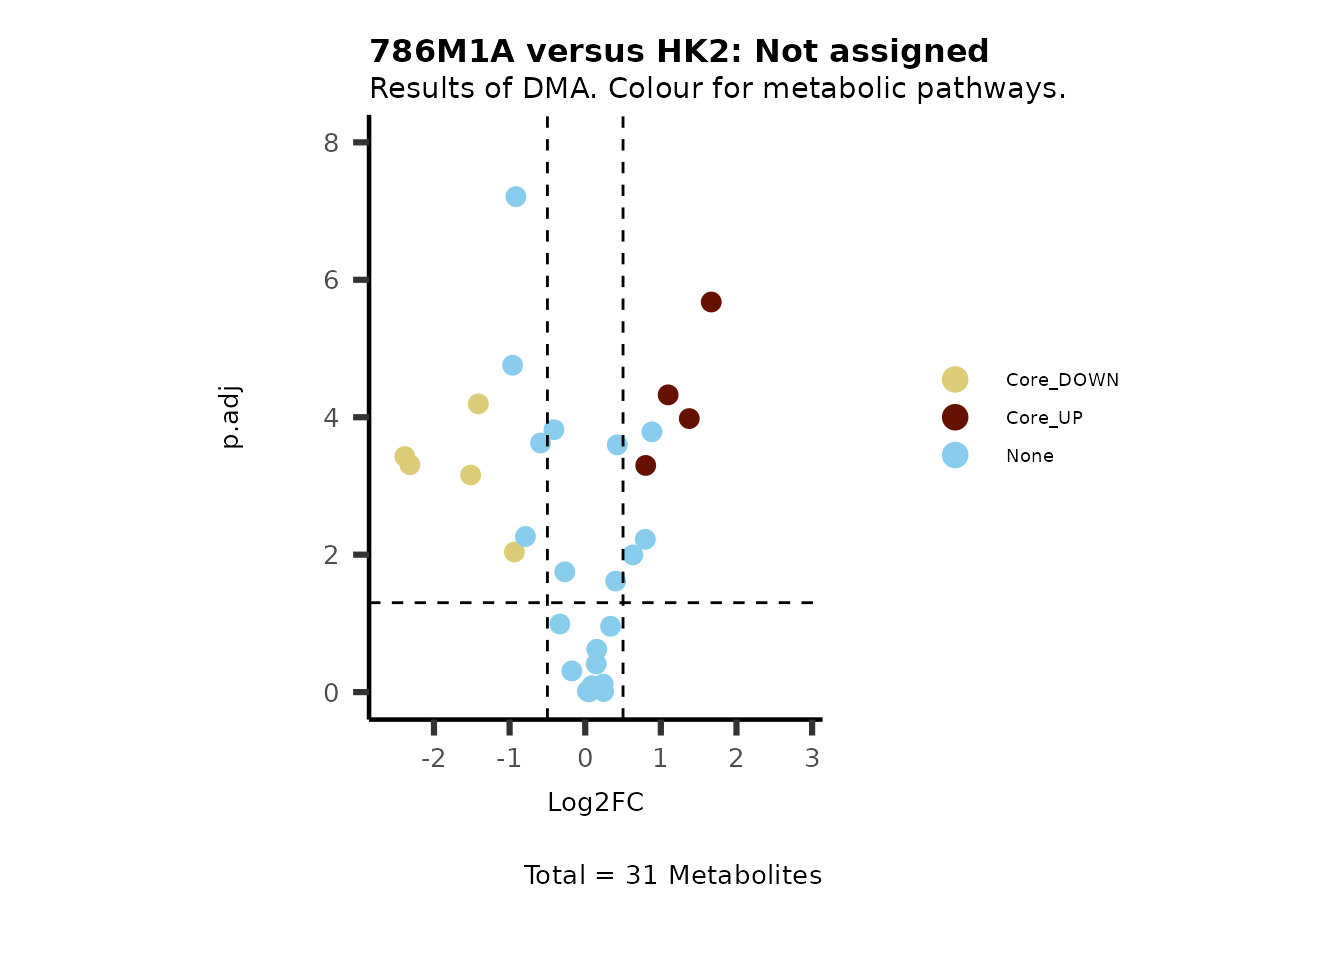 786M1A versus HK2: Not assigned
Results of DMA. Colour for metabolic pathways.
p.adj
8
6
4
2
0
-2 -1 0 1 2 3
Log2FC
Core_DOWN
Core_UP
None
Total = 31 Metabolites